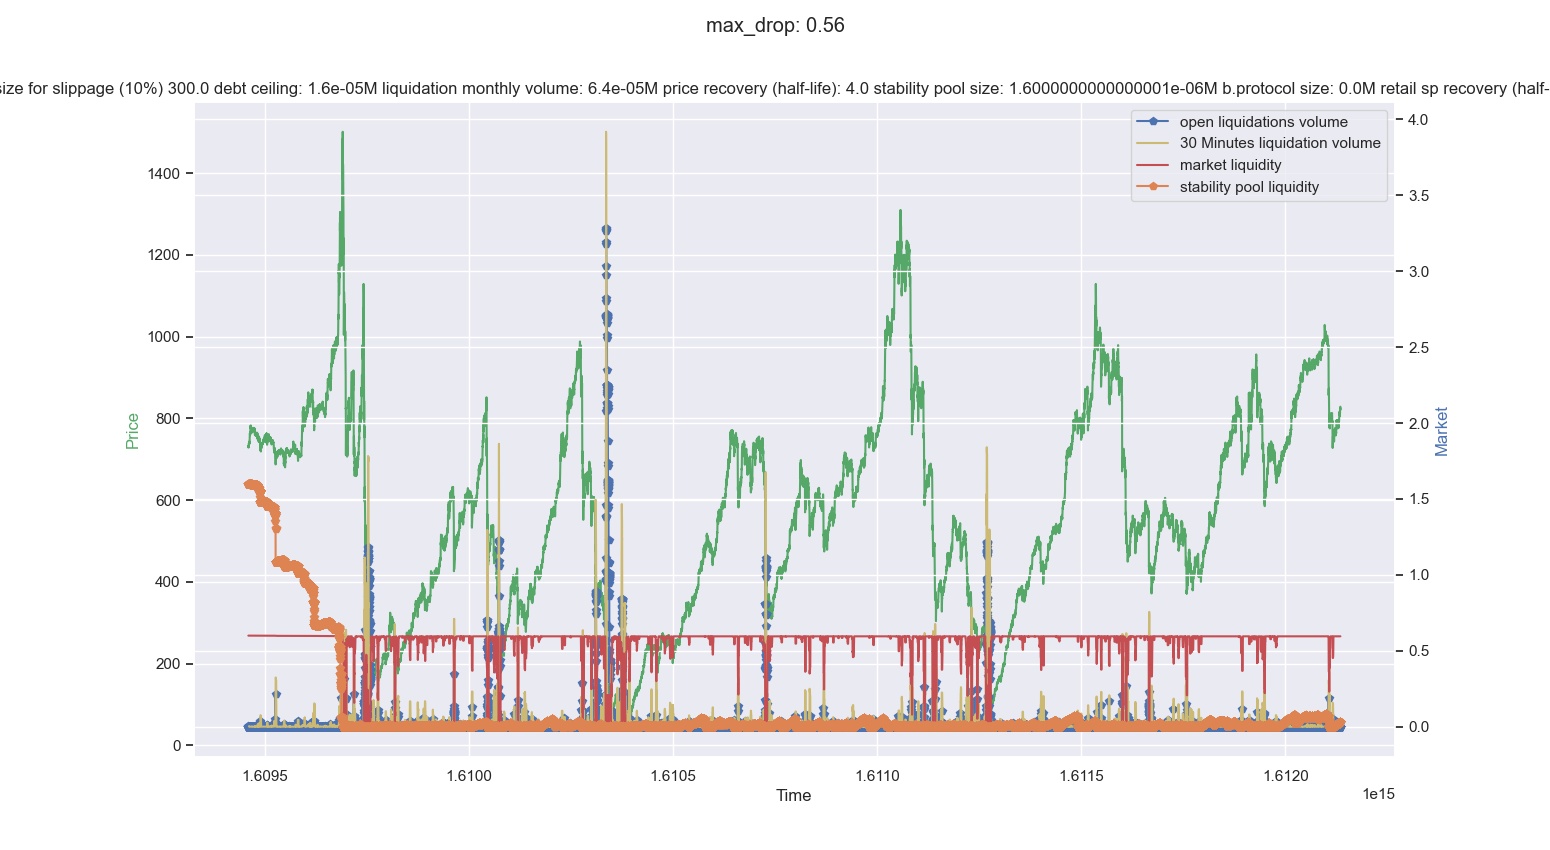 max_drop: 0.56
size for slippage (10%) 300.0 debt ceiling: 1.6e-05M liquidation monthly volume: 6.4e-05M price recovery (half-life): 4.0 stability pool size: 1.6000000000000001e-06M b.protocol size: 0.0M retail sp recovery (half-
open liquidations volume
30 Minutes liquidation volume
market liquidity
stability pool liquidity
1400
1200
1000
800
600
400
200
0
Price
4.0
3.5
3.0
2.5
2.0
1.5
1.0
0.5
0.0
Market
1.6095 1.6100 1.6105 1.6110 1.6115 1.6120
Time
1e15